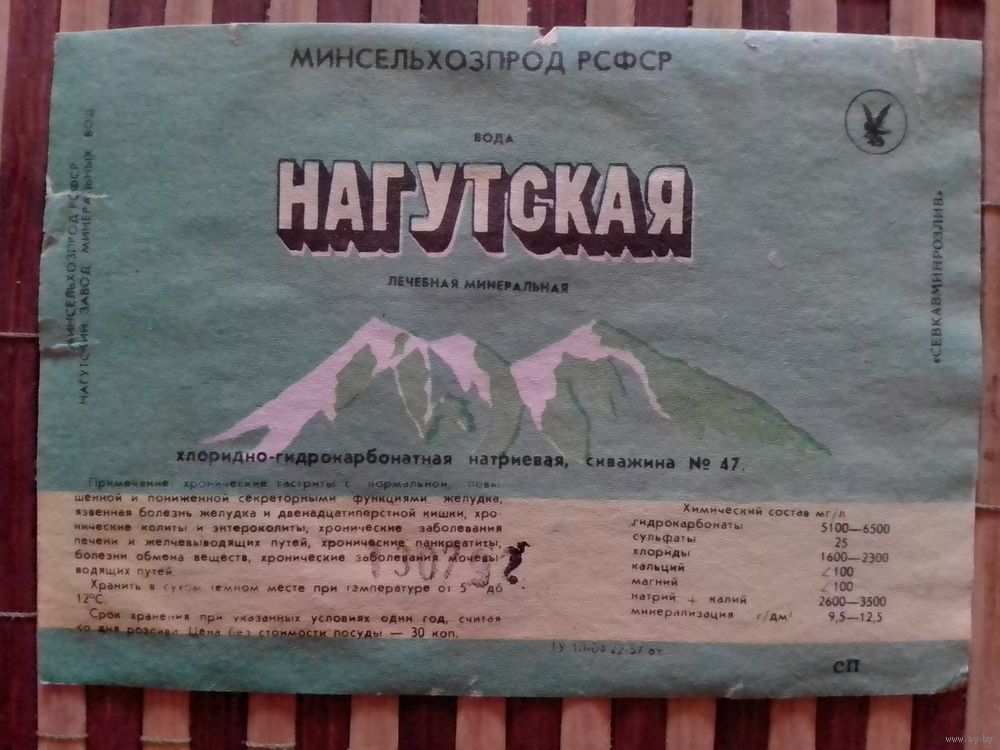 МИНСЕЛЬХОЗПРОД РСФСР
ВОДА
НАГУТСКАЯ
ЛЕЧЕБНАЯ МИНЕРАЛЬНАЯ
МИНСЕЛЬХОЗПРОД РСФСР
НАГУТСКИЙ ЗАВОД МИНЕРАЛЬНЫХ ВОД
«СЕВКАВМИНРОЗЛИВ»
хлоридно-гидрокарбонатная натриевая, скважина № 47.
Примечание: хронические гастриты с нормальной, повы-
шенной и пониженной секреторными функциями желудка,
язвенная болезнь желудка и двенадцатиперстной кишки, хро-
нические колиты и энтероколиты, хронические заболевания
печени и желчевыводящих путей, хронические панкреатиты,
болезни обмена веществ, хронические заболевания мочевы-
водящих путей.
Хранить в сухом темном месте при температуре от 5° до
12°С.
Срок хранения при указанных условиях один год, считая
со дня розлива. Цена без стоимости посуды — 30 коп.
Химический состав мг/л
гидрокарбонаты 5100—6500
сульфаты 25
хлориды 1600—2300
кальций <100
магний <100
натрий + калий 2600—3500
минерализация г/дм³ 9,5—12,5
сп
www.ay.by